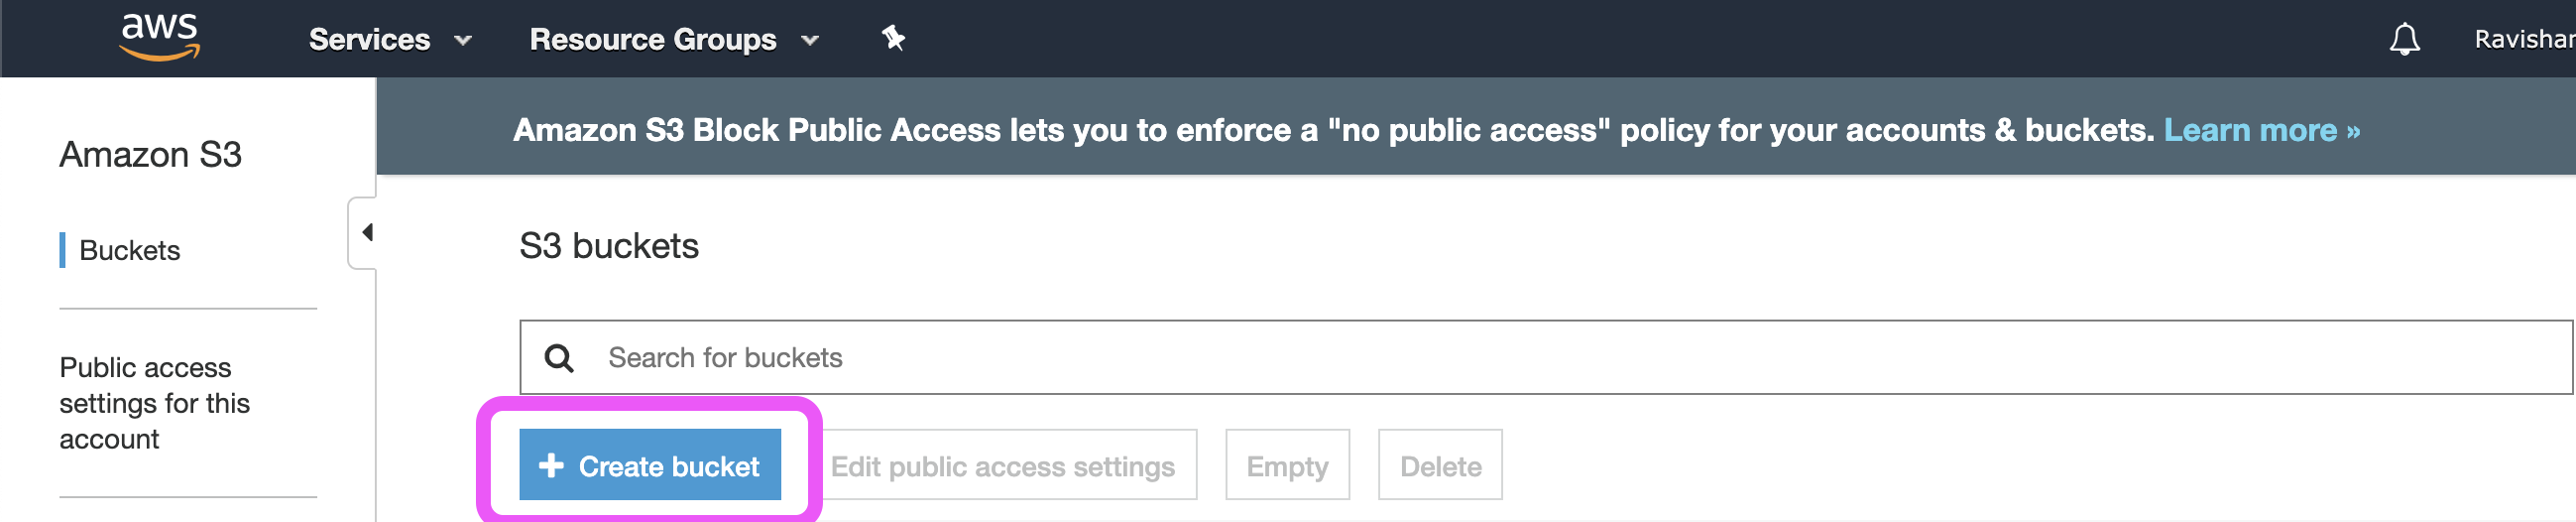 aws
Services
Resource Groups
Ravishan
Amazon S3
Buckets
Public access
settings for this
account
Amazon S3 Block Public Access lets you to enforce a "no public access" policy for your accounts & buckets. Learn more »
S3 buckets
Search for buckets
+ Create bucket
Edit public access settings
Empty
Delete